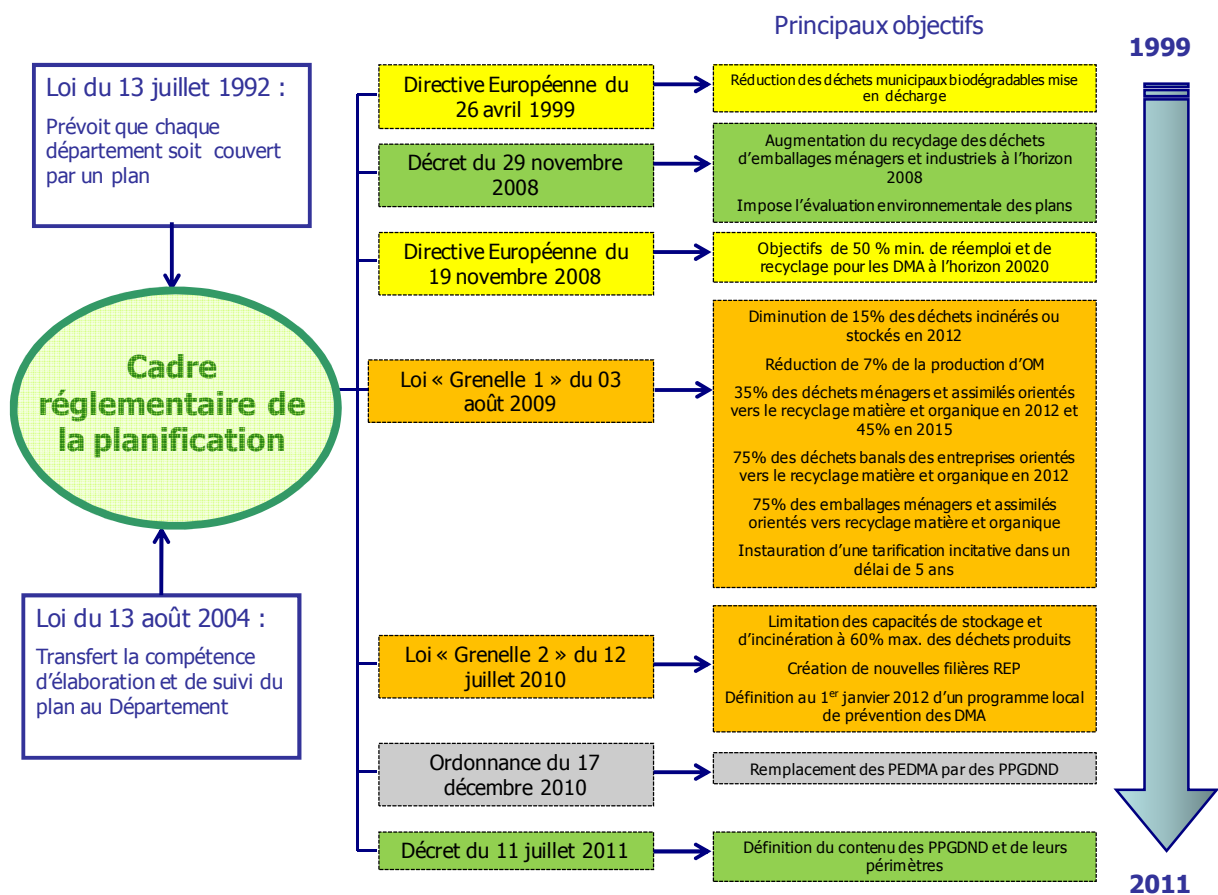 Principaux objectifs
1999
Loi du 13 juillet 1992 :
Prévoit que chaque
département soit couvert
par un plan
Cadre
réglementaire de
la planification
Loi du 13 août 2004 :
Transfert la compétence
d'élaboration et de suivi du
plan au Département
Directive Européenne du
26 avril 1999
Réduction des déchets municipaux biodégradables mise
en décharge
Décret du 29 novembre
2008
Augmentation du recyclage des déchets
d'emballages ménagers et industriels à l'horizon
2008
Impose l'évaluation environnementale des plans
Directive Européenne du
19 novembre 2008
Objectifs de 50 % min. de réemploi et de
recyclage pour les DMA à l'horizon 20020
Loi « Grenelle 1 » du 03
août 2009
Diminution de 15% des déchets incinérés ou
stockés en 2012
Réduction de 7% de la production d'OM
35% des déchets ménagers et assimilés orientés
vers le recyclage matière et organique en 2012 et
45% en 2015
75% des déchets banals des entreprises orientés
vers le recyclage matière et organique en 2012
75% des emballages ménagers et assimilés
orientés vers recyclage matière et organique
Instauration d'une tarification incitative dans un
délai de 5 ans
Loi « Grenelle 2 » du 12
juillet 2010
Limitation des capacités de stockage et
d'incinération à 60% max. des déchets produits
Création de nouvelles filières REP
Définition au 1er janvier 2012 d'un programme local
de prévention des DMA
Ordonnance du 17
décembre 2010
Remplacement des PEDMA par des PPGDND
Décret du 11 juillet 2011
Définition du contenu des PPGDND et de leurs
périmètres
2011